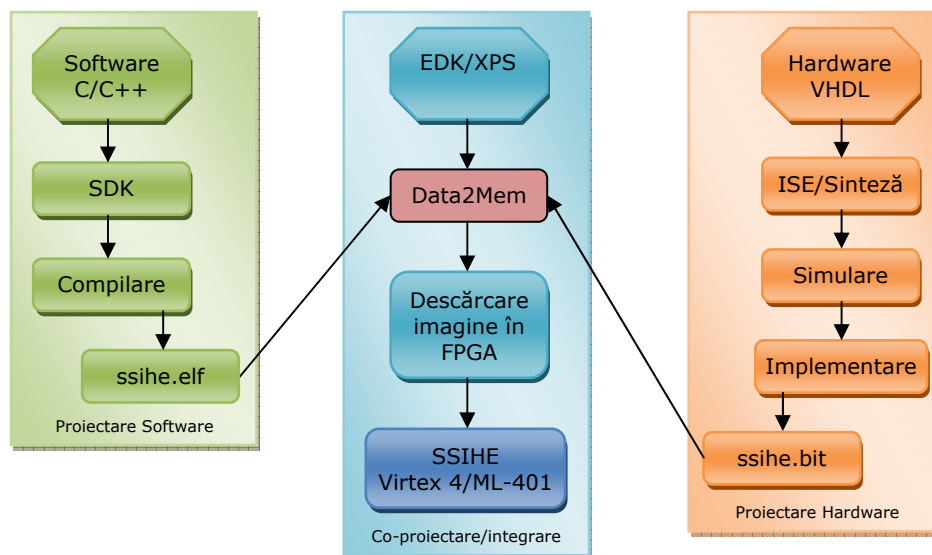 Software
C/C++
SDK
Compilare
ssihe.elf
Proiectare Software
EDK/XPS
Data2Mem
Descărcare
imagine în
FPGA
SSIHE
Virtex 4/ML-401
Co-proiectare/integrare
Hardware
VHDL
ISE/Sinteză
Simulare
Implementare
ssihe.bit
Proiectare Hardware